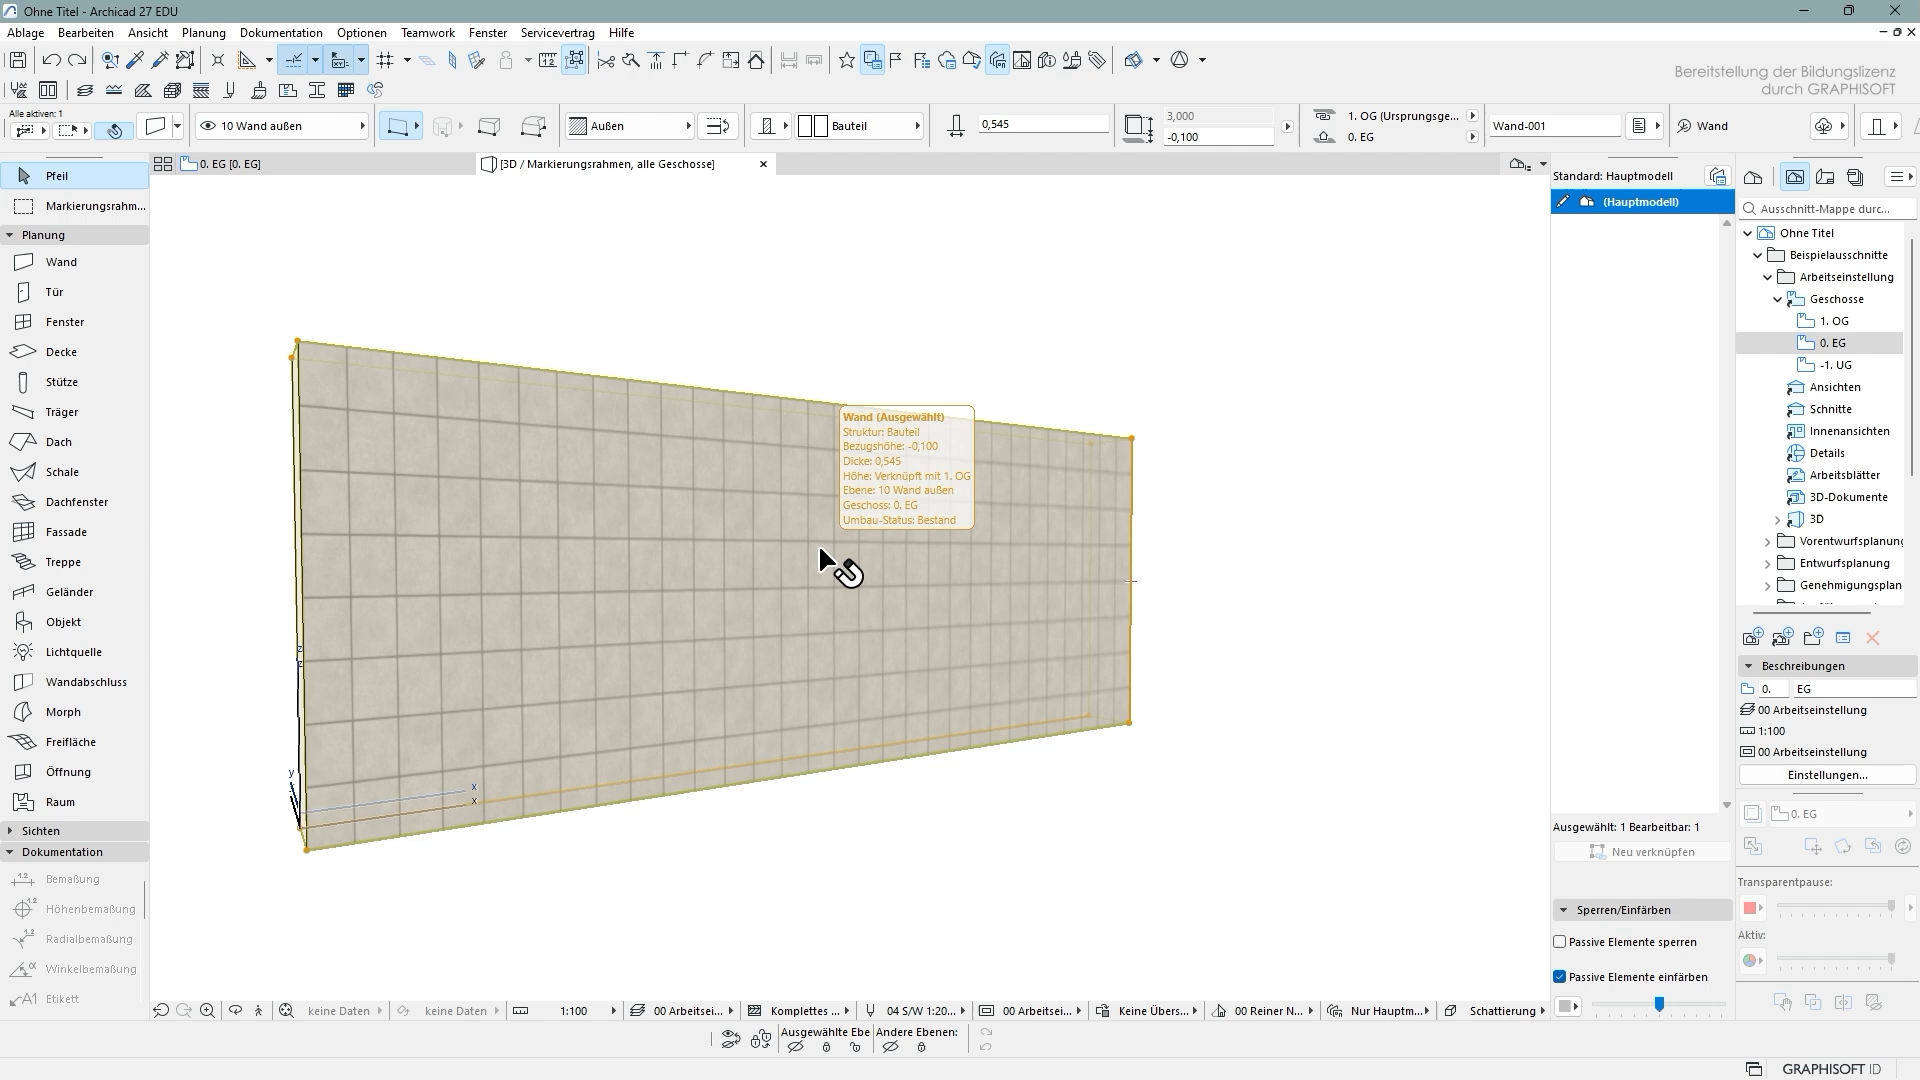 Ohne Titel - Archicad 27 EDU
Ablage Bearbeiten Ansicht Planung Dokumentation Optionen Teamwork Fenster Servicevertrag Hilfe
Bereitstellung der Bildungslizenz
durch GRAPHISOFT
Alle aktiven: 1
10 Wand außen
Außen
Bauteil
0,545
3,000
-0,100
1. OG (Ursprungsge...
0. EG
Wand-001
Wand
0. EG [0. EG]
[3D / Markierungsrahmen, alle Geschosse]
Pfeil
Markierungsrahm...
Planung
Wand
Tür
Fenster
Decke
Stütze
Träger
Dach
Schale
Dachfenster
Fassade
Treppe
Geländer
Objekt
Lichtquelle
Wandabschluss
Morph
Freifläche
Öffnung
Raum
Sichten
Dokumentation
Bemaßung
Höhenbemaßung
Radialbemaßung
Winkelbemaßung
Etikett
Wand (Ausgewählt)
Struktur: Bauteil
Bezugshöhe: -0,100
Dicke: 0,545
Höhe: Verknüpft mit 1. OG
Ebene: 10 Wand außen
Geschoss: 0. EG
Umbau-Status: Bestand
z
z
y
x
x
Standard: Hauptmodell
(Hauptmodell)
Ausgewählt: 1 Bearbeitbar: 1
Neu verknüpfen
Sperren/Einfärben
Passive Elemente sperren
Passive Elemente einfärben
Ausschnitt-Mappe durc...
Ohne Titel
Beispielausschnitte
Arbeitseinstellung
Geschosse
1. OG
0. EG
-1. UG
Ansichten
Schnitte
Innenansichten
Details
Arbeitsblätter
3D-Dokumente
3D
Vorentwurfsplanung
Entwurfsplanung
Genehmigungsplan
Beschreibungen
0. EG
00 Arbeitseinstellung
1:100
00 Arbeitseinstellung
Einstellungen...
0. EG
Transparentpause:
Aktiv:
keine Daten
keine Daten
1:100
00 Arbeitsei...
Komplettes ...
04 S/W 1:20...
00 Arbeitsei...
Keine Übers...
00 Reiner N...
Nur Hauptm...
Schattierung
Ausgewählte Ebe
Andere Ebenen:
GRAPHISOFT ID